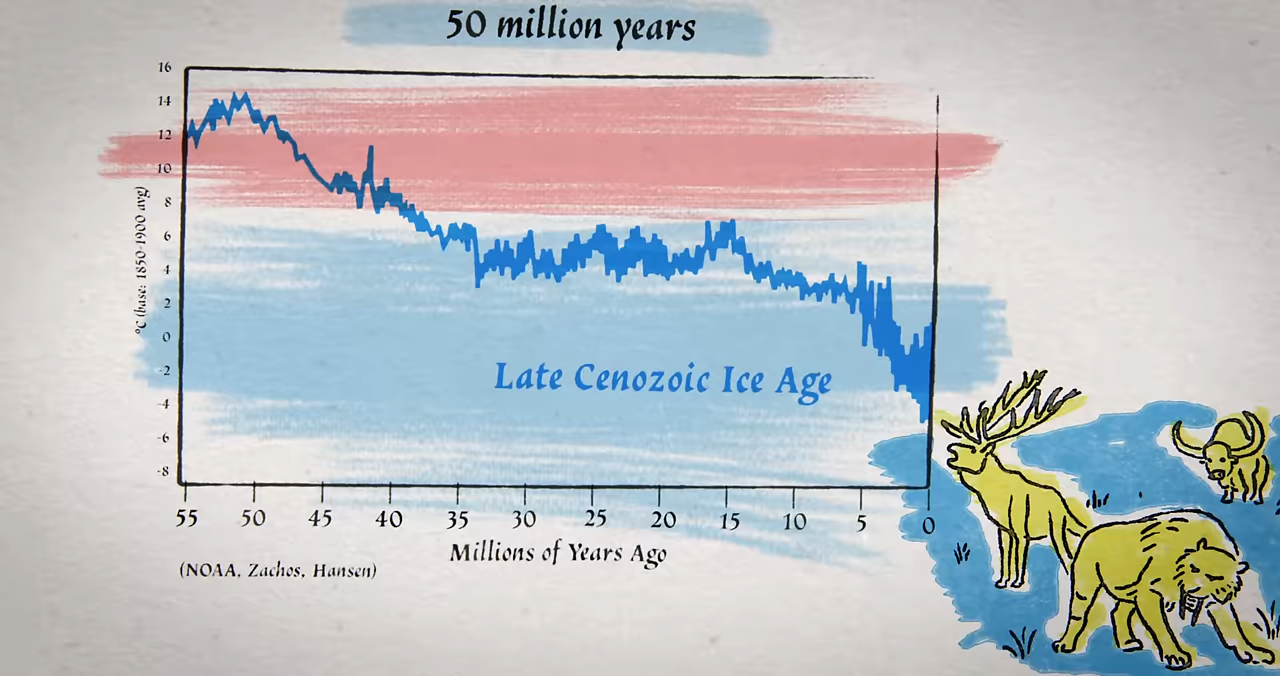 50 million years
16
14
12
10
8
6
4
2
0
-2
-4
-6
-8
°C (base: 1850-1900 avg)
Late Cenozoic Ice Age
55 50 45 40 35 30 25 20 15 10 5 0
Millions of Years Ago
(NOAA, Zachos, Hansen)